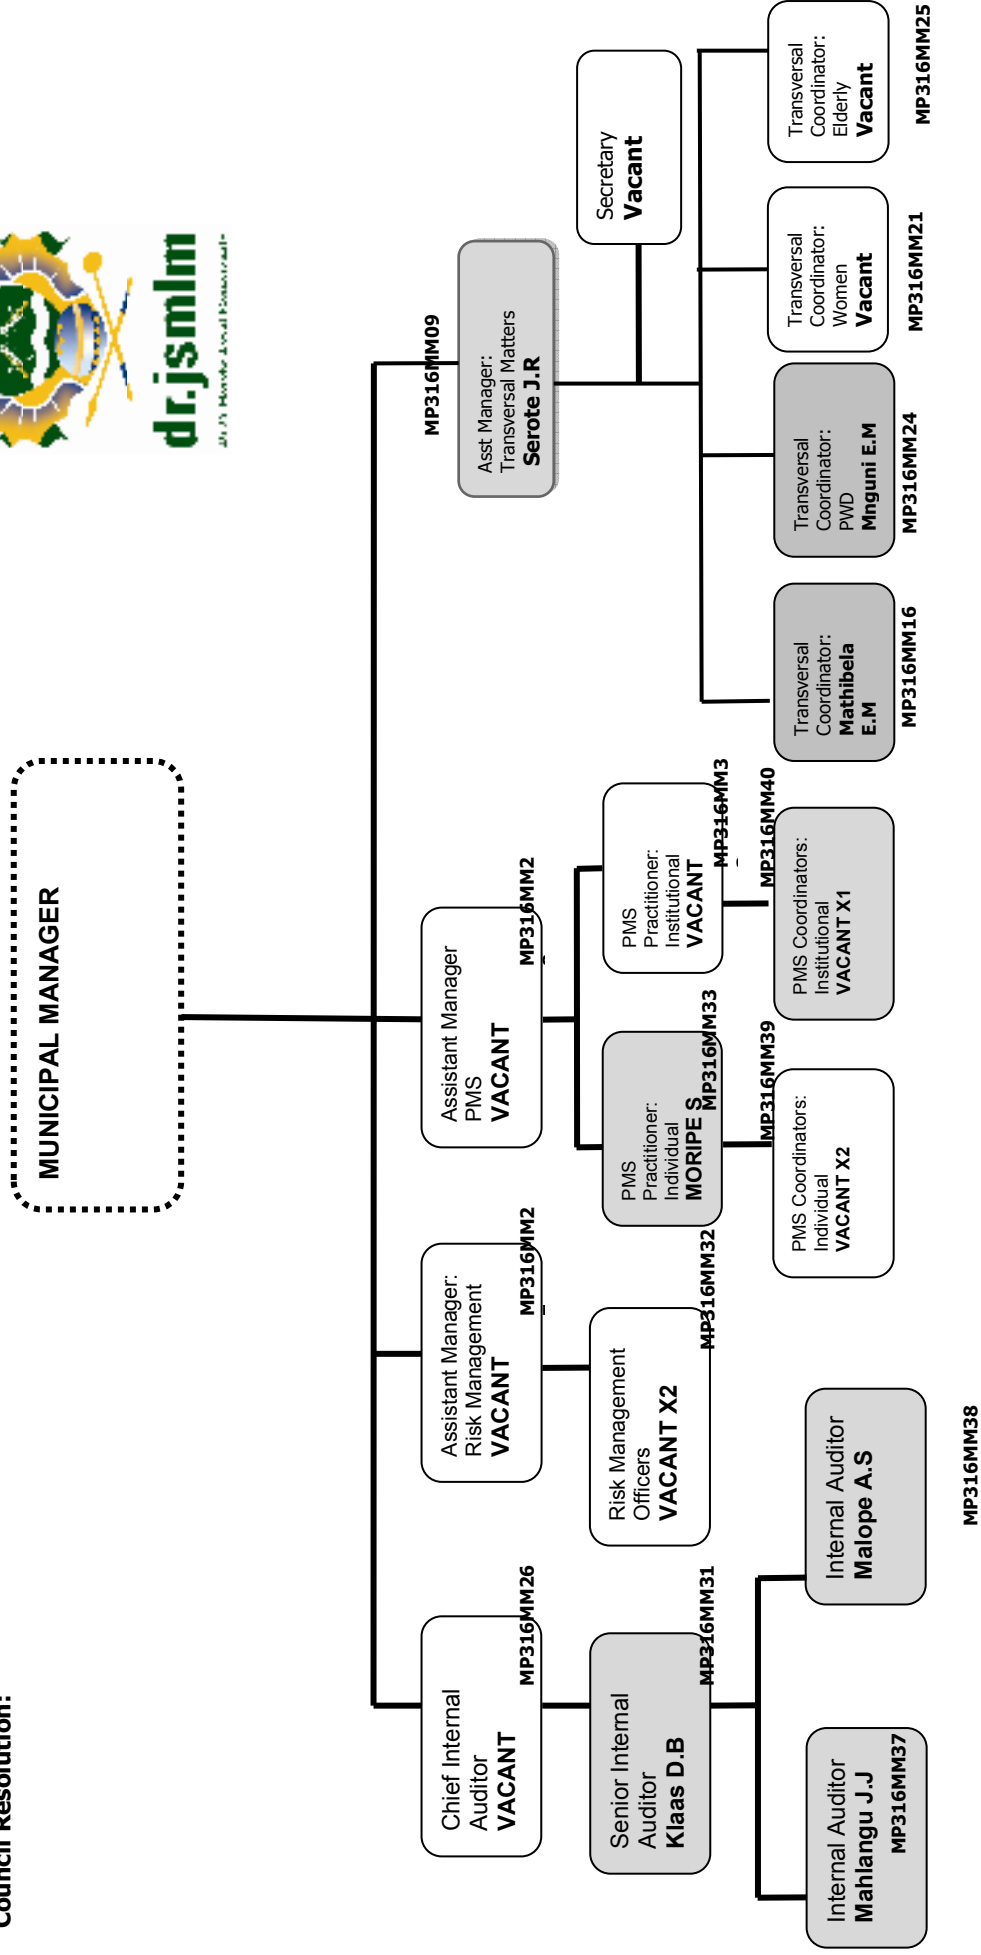 Council Resolution:
MUNICIPAL MANAGER
dr.jsmlm
Chief Internal
Auditor
VACANT
MP316MM26
Assistant Manager:
Risk Management
VACANT
MP316MM2
Assistant Manager
PMS
VACANT
MP316MM2
MP316MM09
Asst Manager:
Transversal Matters
Serote J.R
Secretary
Vacant
Senior Internal
Auditor
Klaas D.B
MP316MM31
Risk Management
Officers
VACANT X2
MP316MM32
PMS
Practitioner:
Individual
MORIPE S
MP316MM33
PMS
Practitioner:
Institutional
VACANT
MP316MM3
Internal Auditor
Mahlangu J.J
MP316MM37
Internal Auditor
Malope A.S
MP316MM38
MP316MM39
PMS Coordinators:
Individual
VACANT X2
MP316MM40
PMS Coordinators:
Institutional
VACANT X1
Transversal
Coordinator:
Mathibela
E.M
MP316MM16
Transversal
Coordinator:
PWD
Mnguni E.M
MP316MM24
Transversal
Coordinator:
Women
Vacant
MP316MM21
Transversal
Coordinator:
Elderly
Vacant
MP316MM25